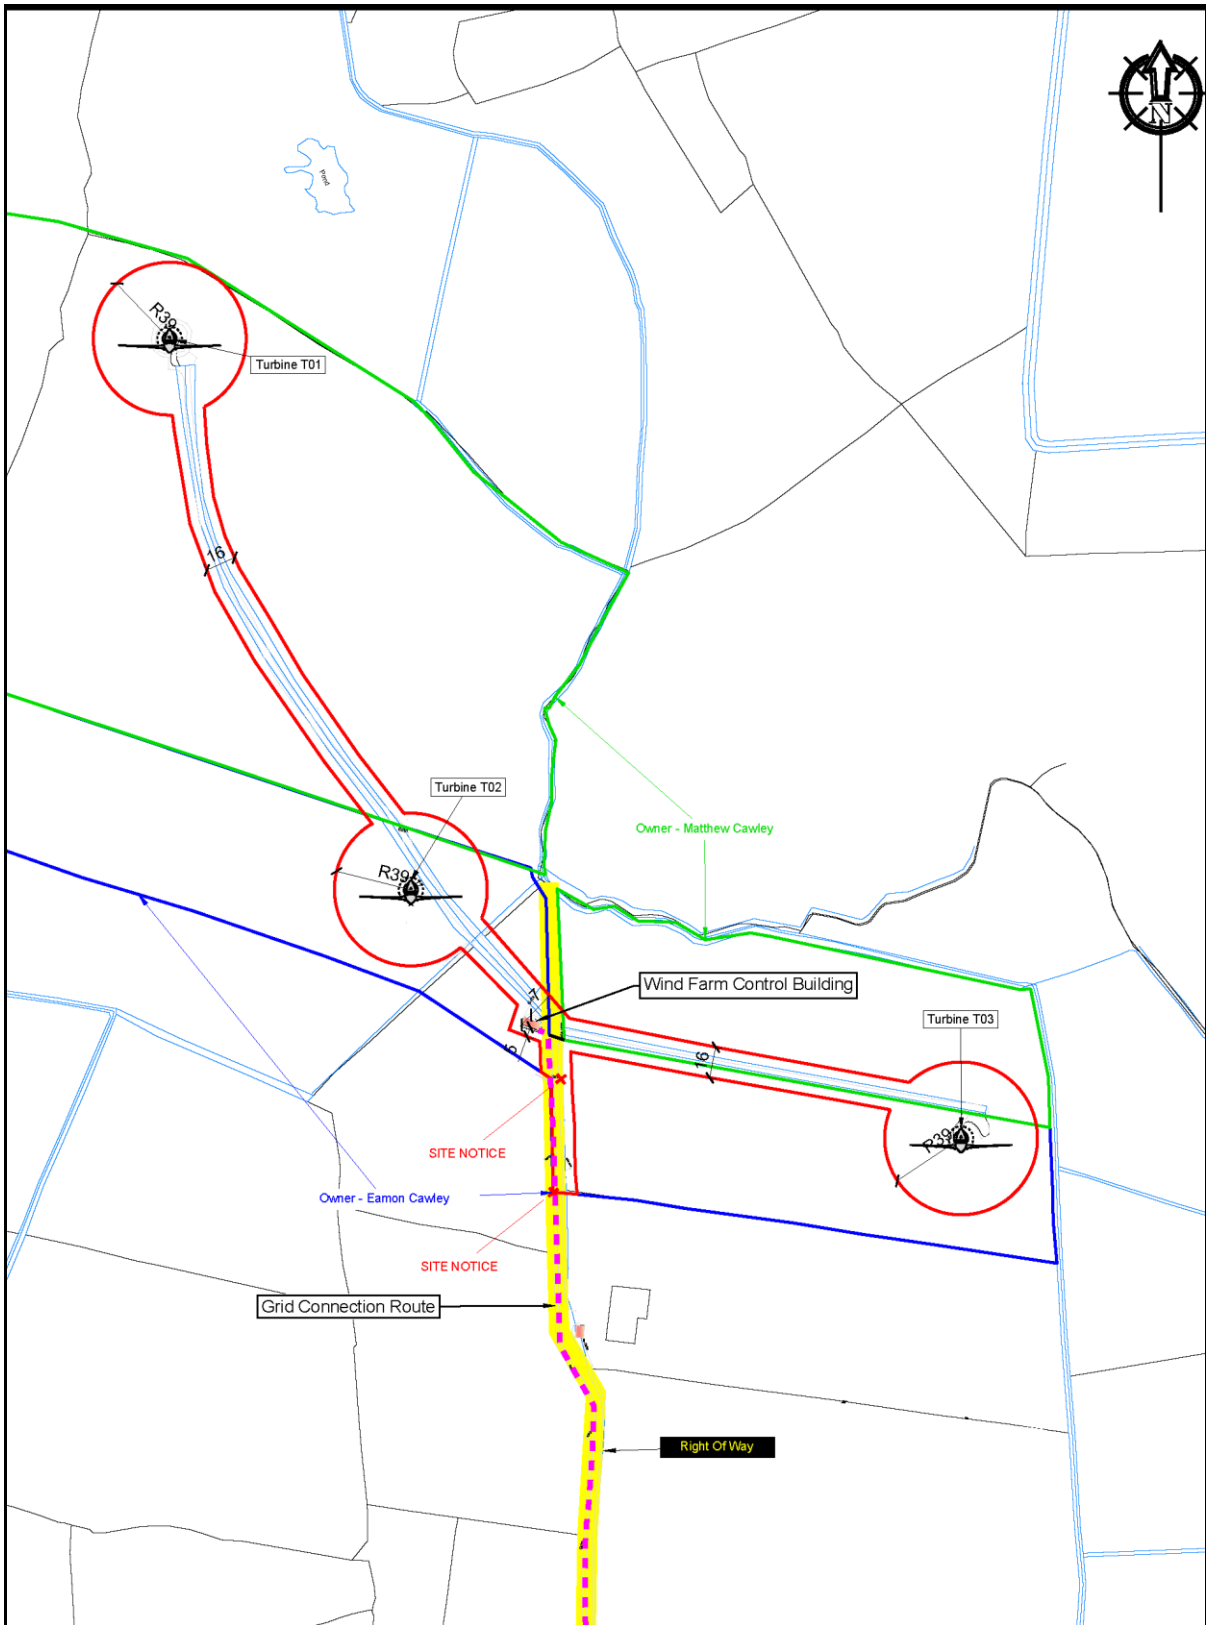 N
Pond
R39
Turbine T01
16
Turbine T02
R39
Owner - Matthew Cawley
Wind Farm Control Building
Turbine T03
16
R39
SITE NOTICE
Owner - Eamon Cawley
SITE NOTICE
Grid Connection Route
Right Of Way